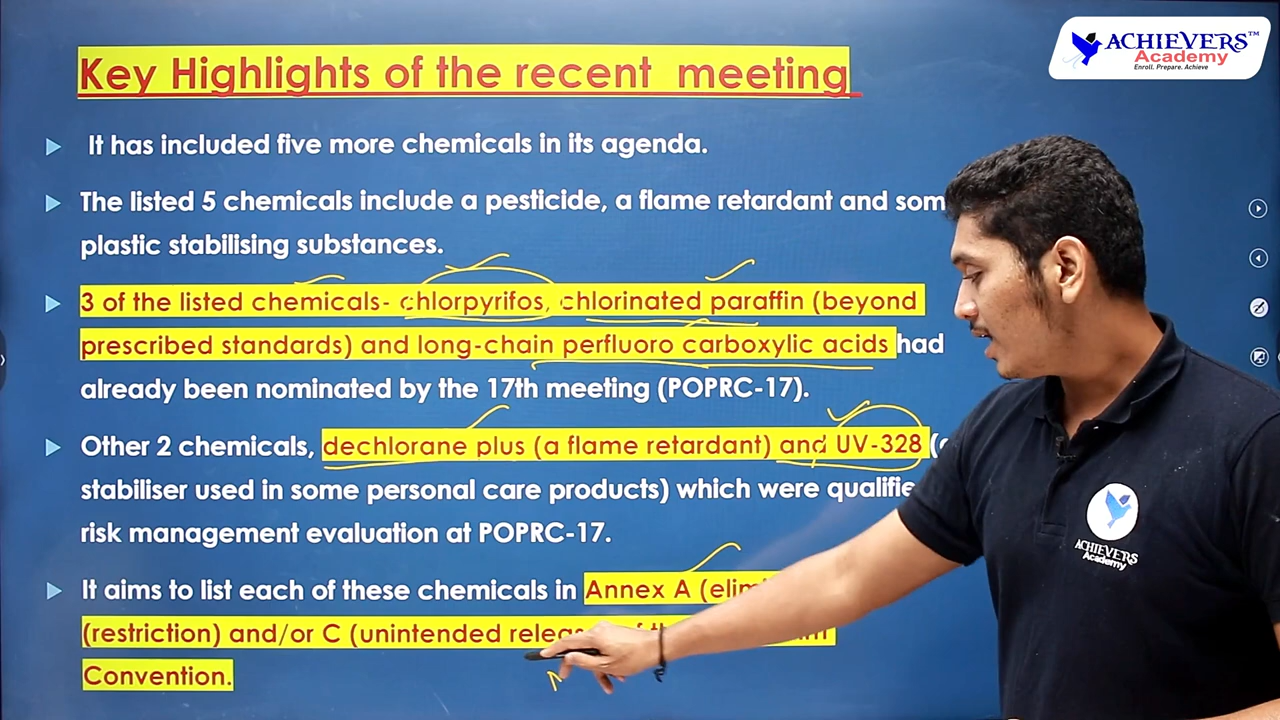 ACHIEVERS™
Academy
Enroll. Prepare. Achieve
Key Highlights of the recent meeting
It has included five more chemicals in its agenda.
The listed 5 chemicals include a pesticide, a flame retardant and som
plastic stabilising substances.
3 of the listed chemicals- chlorpyrifos, chlorinated paraffin (beyond
prescribed standards) and long-chain perfluoro carboxylic acids had
already been nominated by the 17th meeting (POPRC-17).
Other 2 chemicals, dechlorane plus (a flame retardant) and UV-328 (
stabiliser used in some personal care products) which were qualifie
risk management evaluation at POPRC-17.
It aims to list each of these chemicals in Annex A (elim
(restriction) and/or C (unintended releas
Convention.
ACHIEVERS
Academy